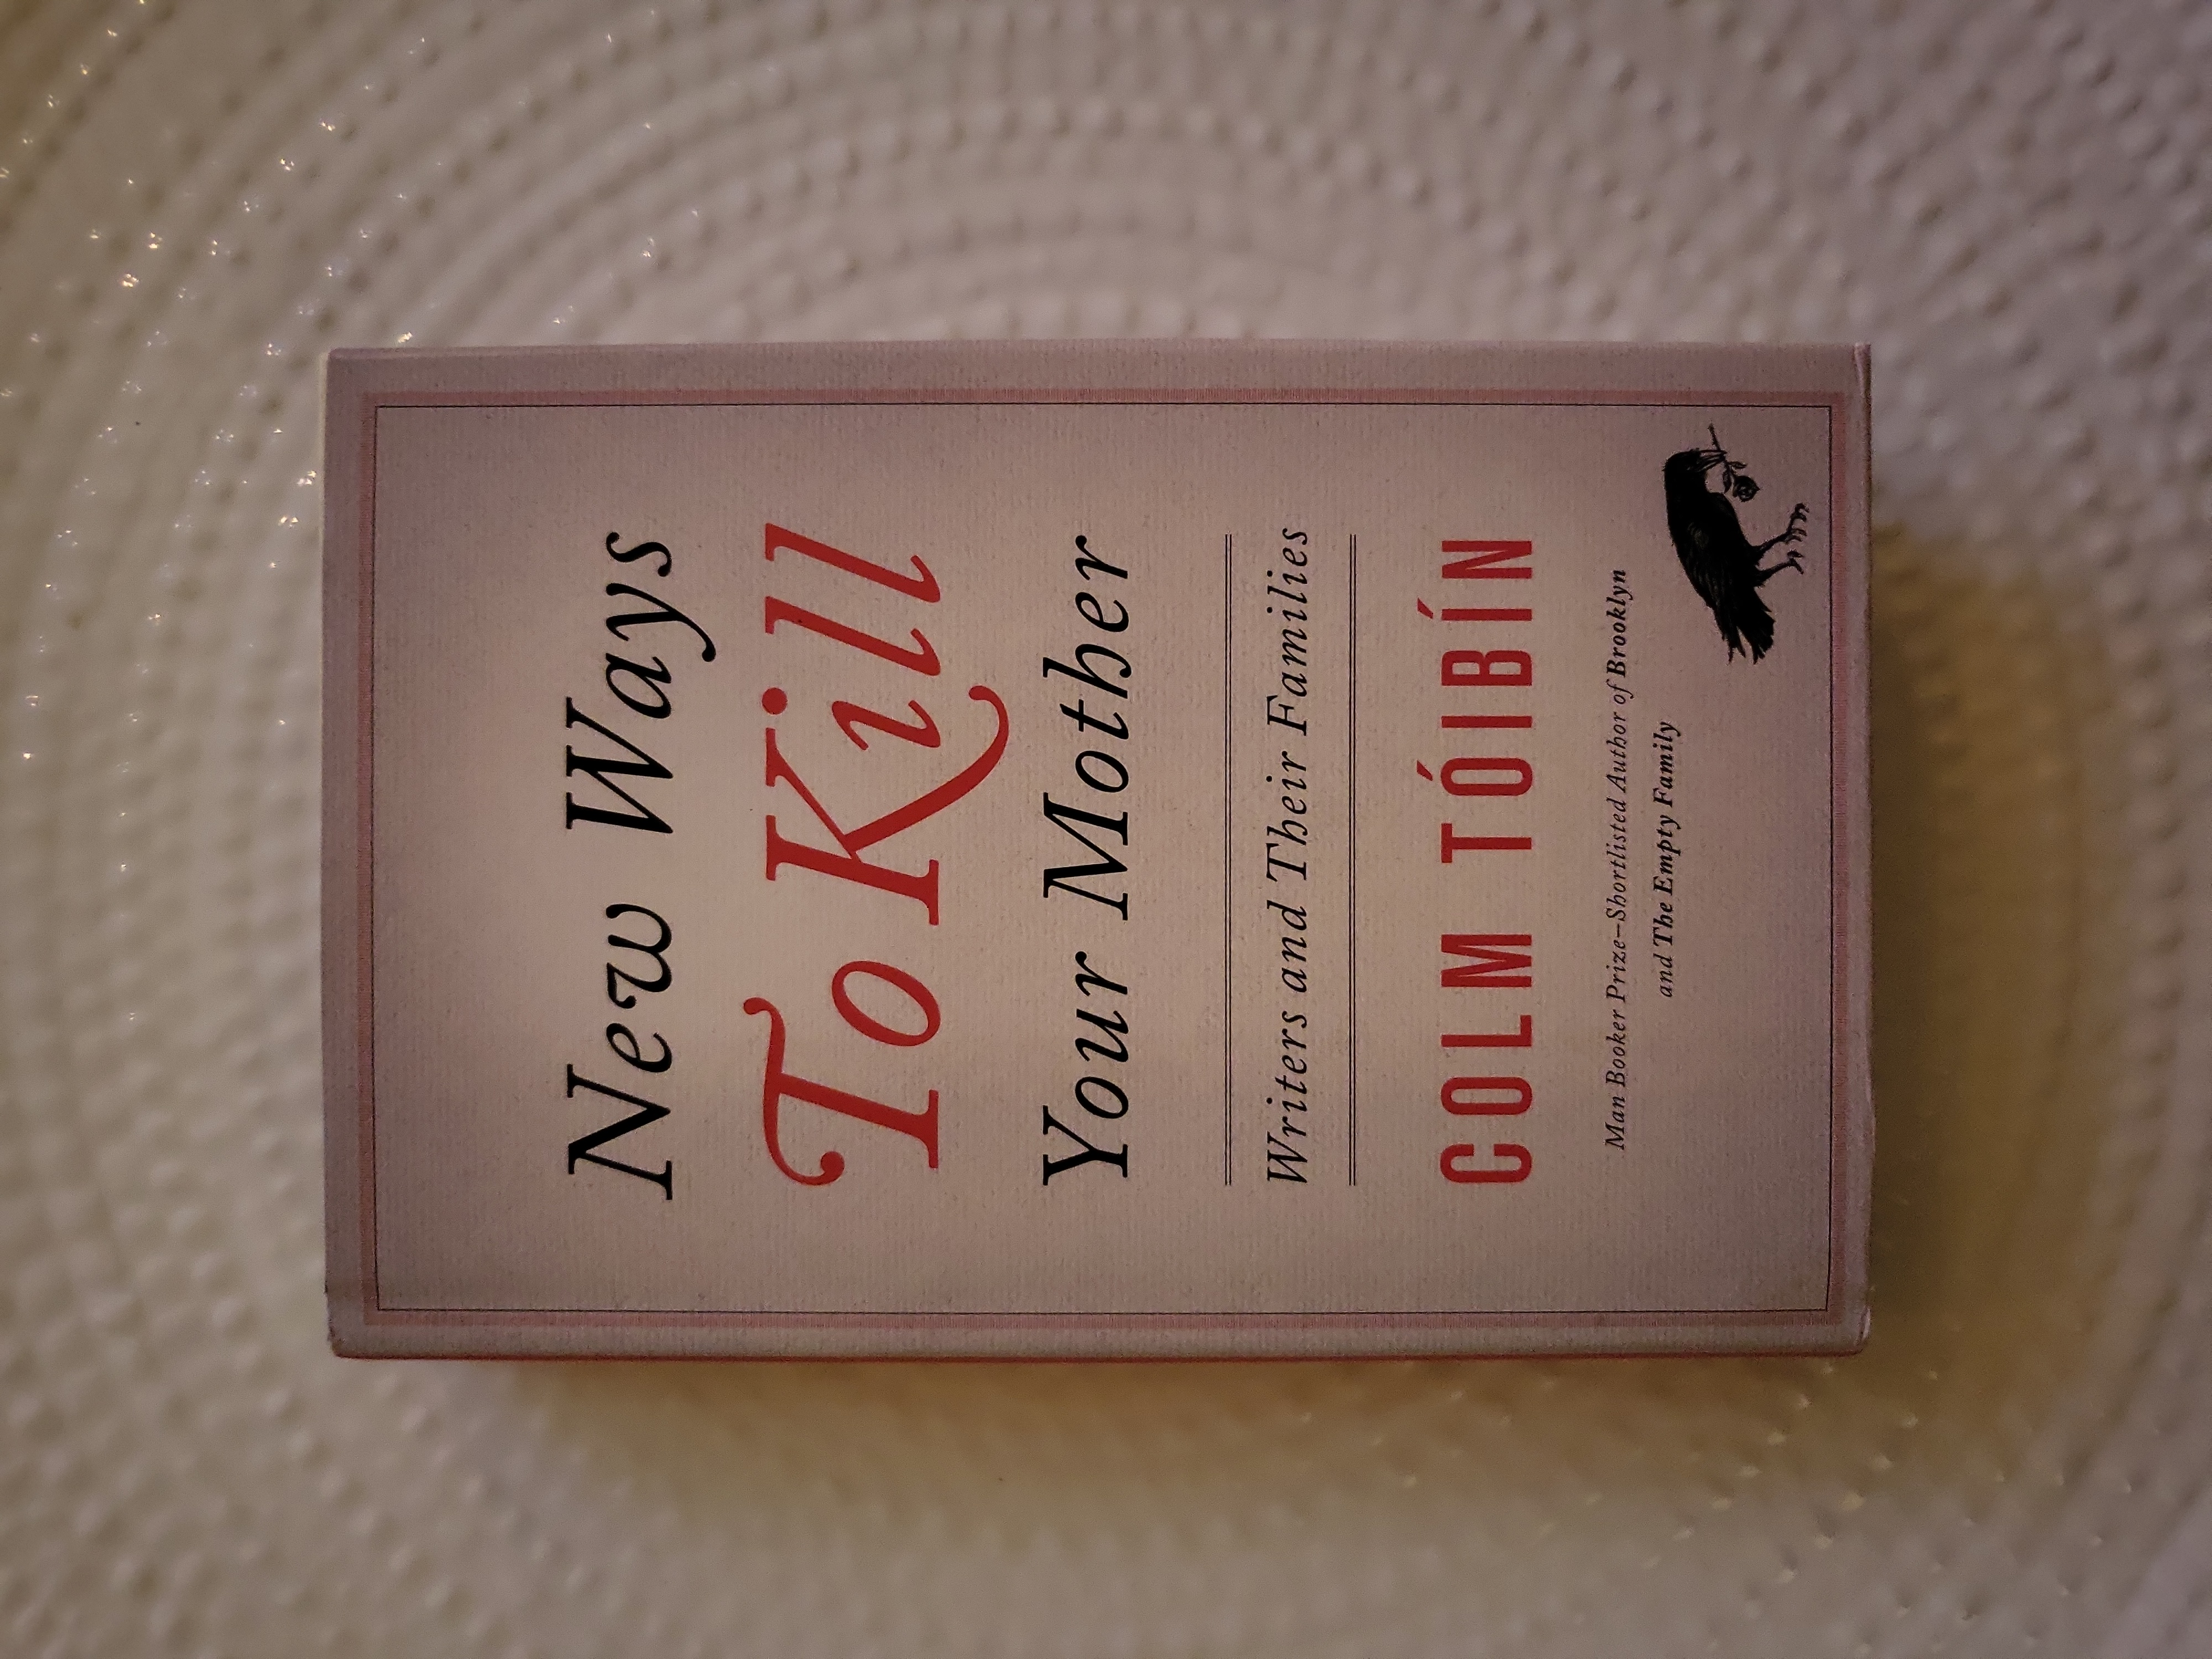 New Ways
To Kill
Your Mother
Writers and Their Families
COLM TÓIBÍN
Man Booker Prize–Shortlisted Author of Brooklyn
and The Empty Family